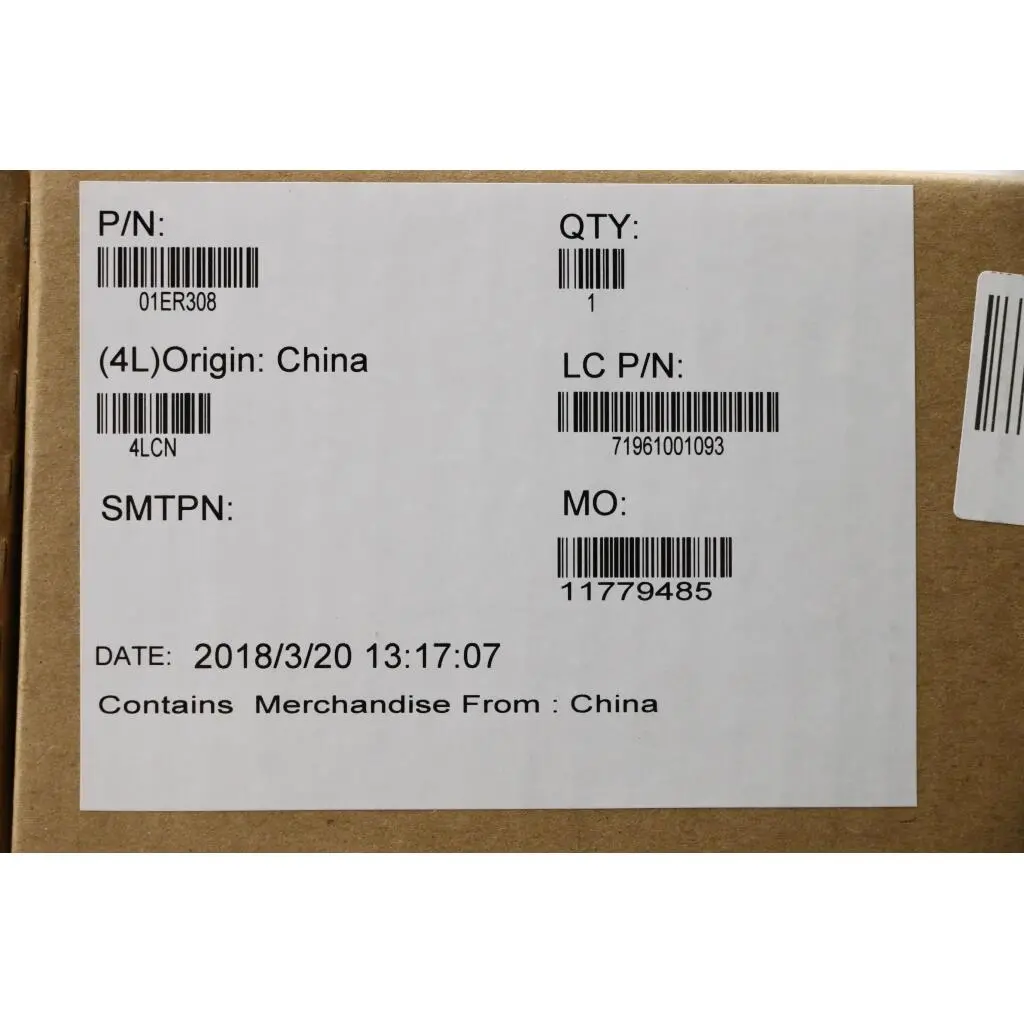 P/N:
01ER308
QTY:
1
(4L)Origin: China
4LCN
LC P/N:
71961001093
SMTPN:
MO:
11779485
DATE: 2018/3/20 13:17:07
Contains Merchandise From : China